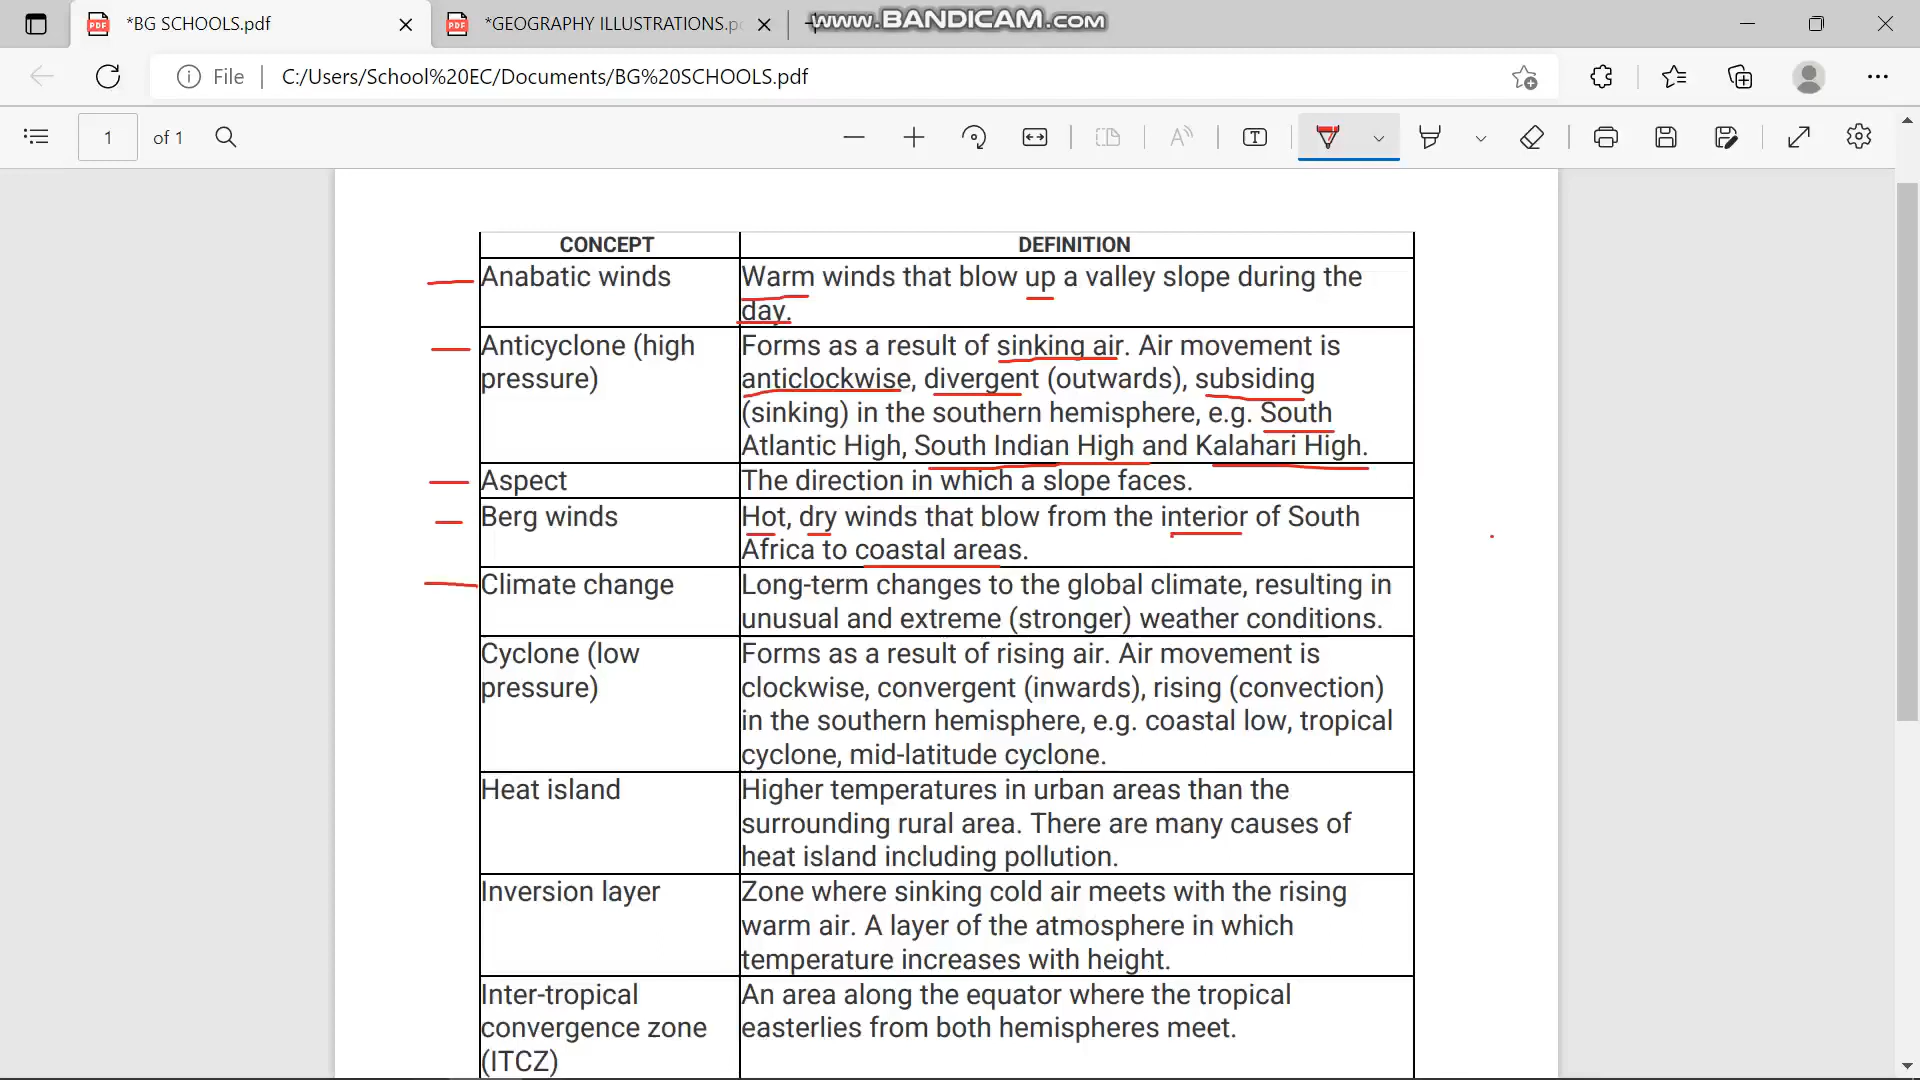 *BG SCHOOLS.pdf
*GEOGRAPHY ILLUSTRATIONS.p
www.BANDICAM.com
File
C:/Users/School%20EC/Documents/BG%20SCHOOLS.pdf
1 of 1
CONCEPT DEFINITION
Anabatic winds
Warm winds that blow up a valley slope during the
day.
Anticyclone (high
pressure)
Forms as a result of sinking air. Air movement is
anticlockwise, divergent (outwards), subsiding
(sinking) in the southern hemisphere, e.g. South
Atlantic High, South Indian High and Kalahari High.
Aspect
The direction in which a slope faces.
Berg winds
Hot, dry winds that blow from the interior of South
Africa to coastal areas.
Climate change
Long-term changes to the global climate, resulting in
unusual and extreme (stronger) weather conditions.
Cyclone (low
pressure)
Forms as a result of rising air. Air movement is
clockwise, convergent (inwards), rising (convection)
in the southern hemisphere, e.g. coastal low, tropical
cyclone, mid-latitude cyclone.
Heat island
Higher temperatures in urban areas than the
surrounding rural area. There are many causes of
heat island including pollution.
Inversion layer
Zone where sinking cold air meets with the rising
warm air. A layer of the atmosphere in which
temperature increases with height.
Inter-tropical
convergence zone
(ITCZ)
An area along the equator where the tropical
easterlies from both hemispheres meet.